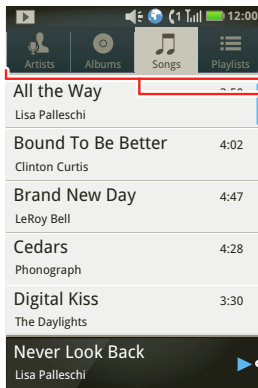 12:00
Artists Albums Songs Playlists
All the Way
Lisa Palleschi
Bound To Be Better 4:02
Clinton Curtis
Brand New Day 4:47
LeRoy Bell
Cedars 4:28
Phonograph
Digital Kiss 3:30
The Daylights
Never Look Back
Lisa Palleschi